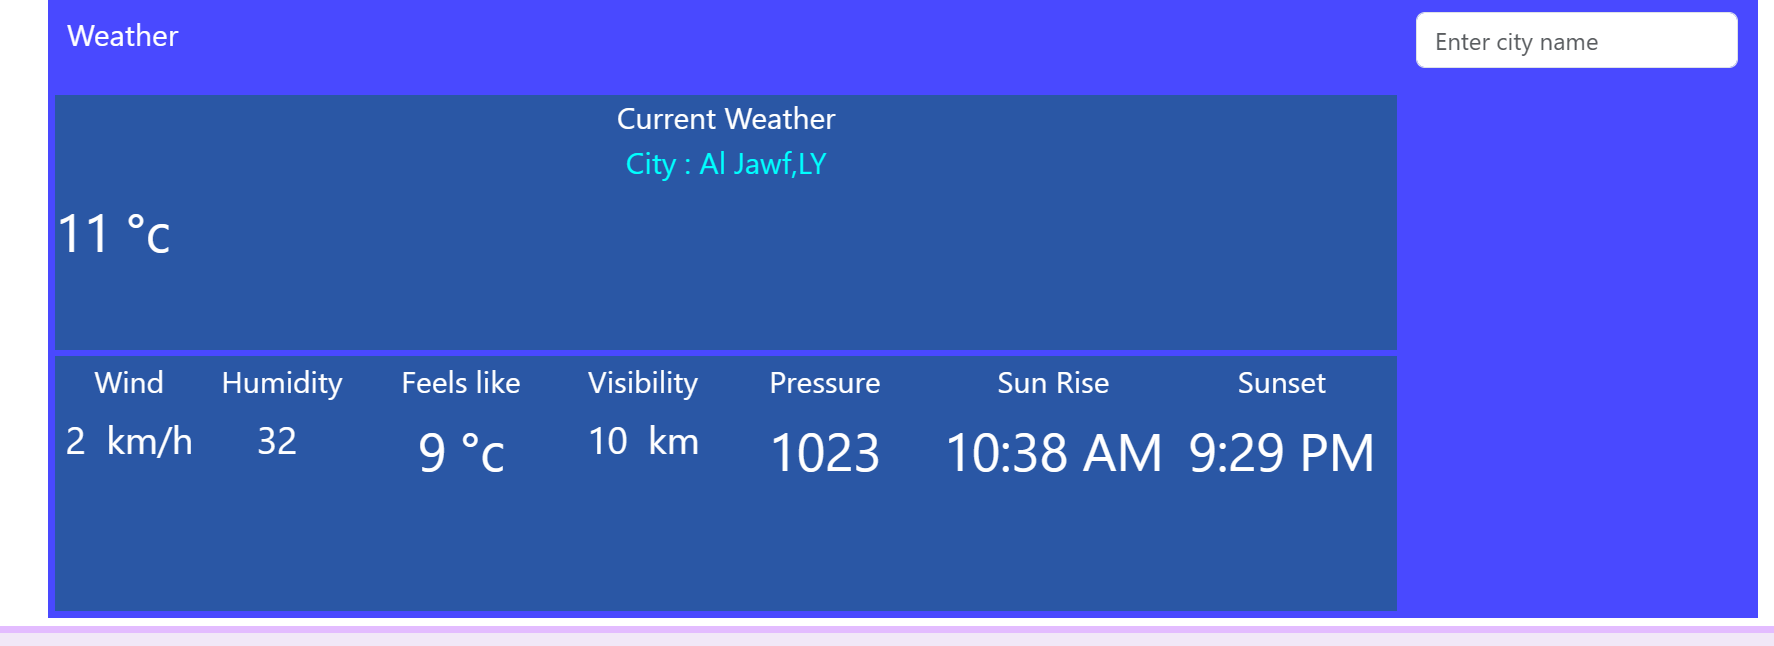 Weather
Enter city name
Current Weather
City : Al Jawf,LY
11 °c
Wind Humidity Feels like Visibility Pressure Sun Rise Sunset
2 km/h 32 9 °c 10 km 1023 10:38 AM 9:29 PM